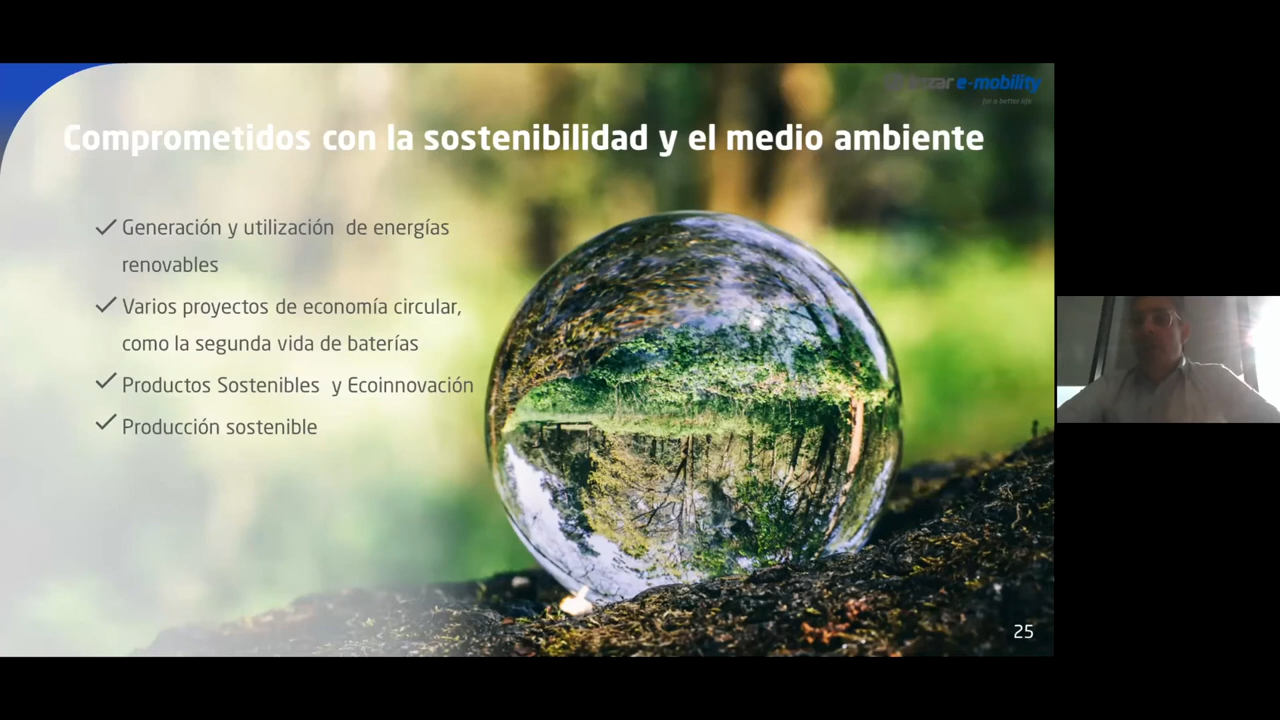 e-mobility
for a better life
Comprometidos con la sostenibilidad y el medio ambiente
Generación y utilización de energías
renovables
Varios proyectos de economía circular,
como la segunda vida de baterías
Productos Sostenibles y Ecoinnovación
Producción sostenible
25